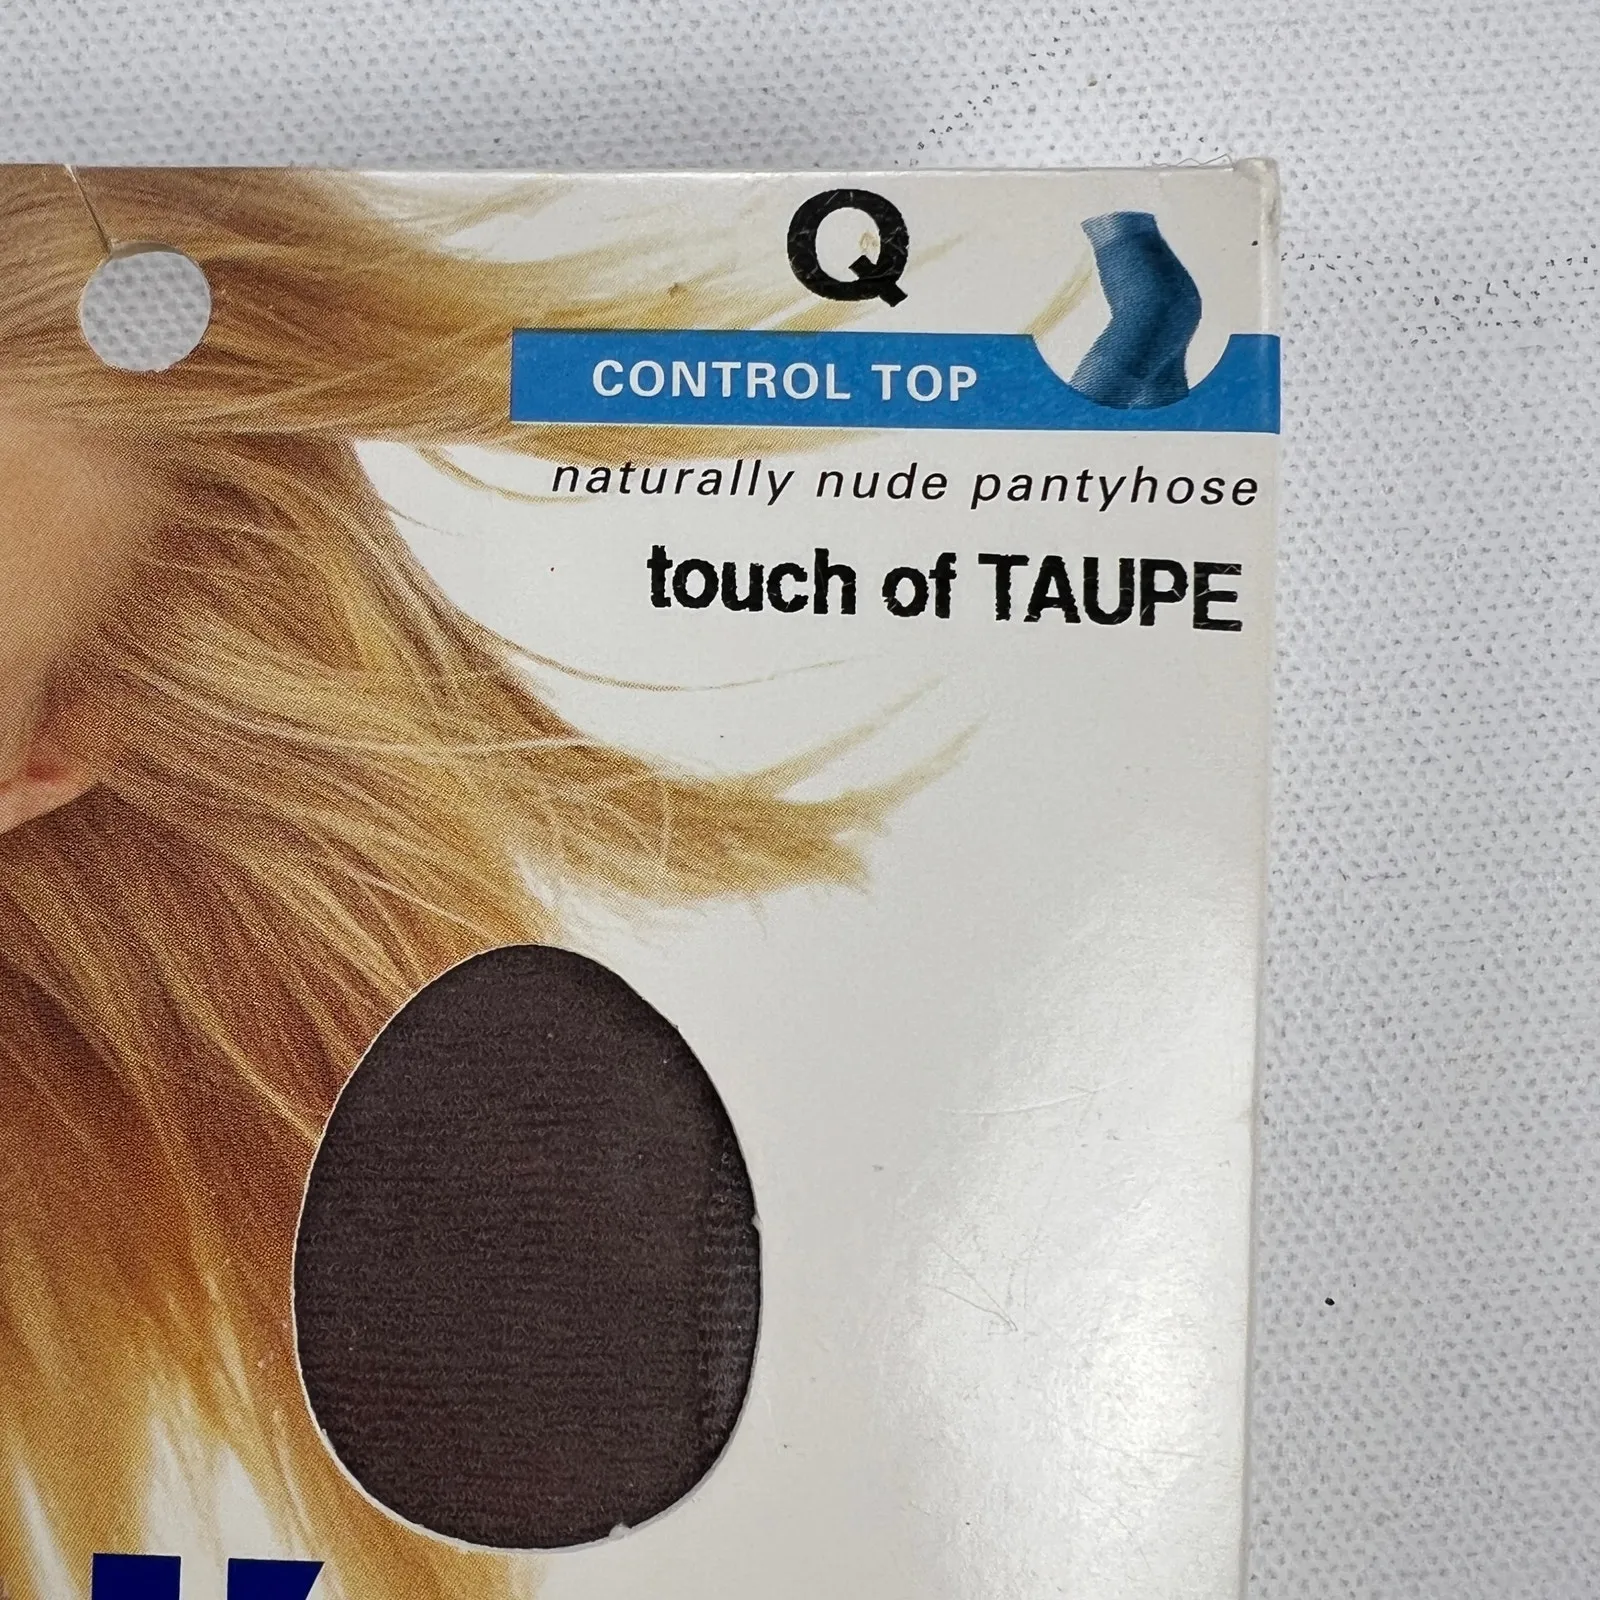 Q
CONTROL TOP
naturally nude pantyhose
touch of TAUPE